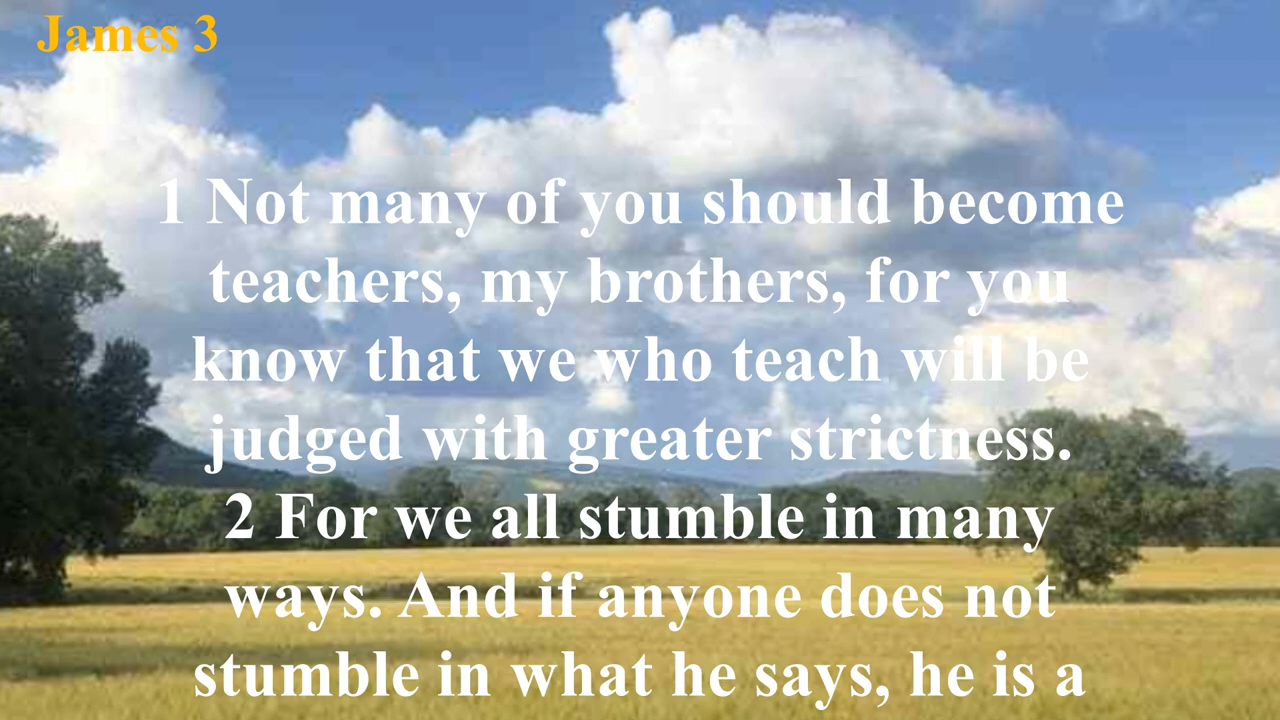 James 3
1 Not many of you should become
teachers, my brothers, for you
know that we who teach will be
judged with greater strictness.
2 For we all stumble in many
ways. And if anyone does not
stumble in what he says, he is a